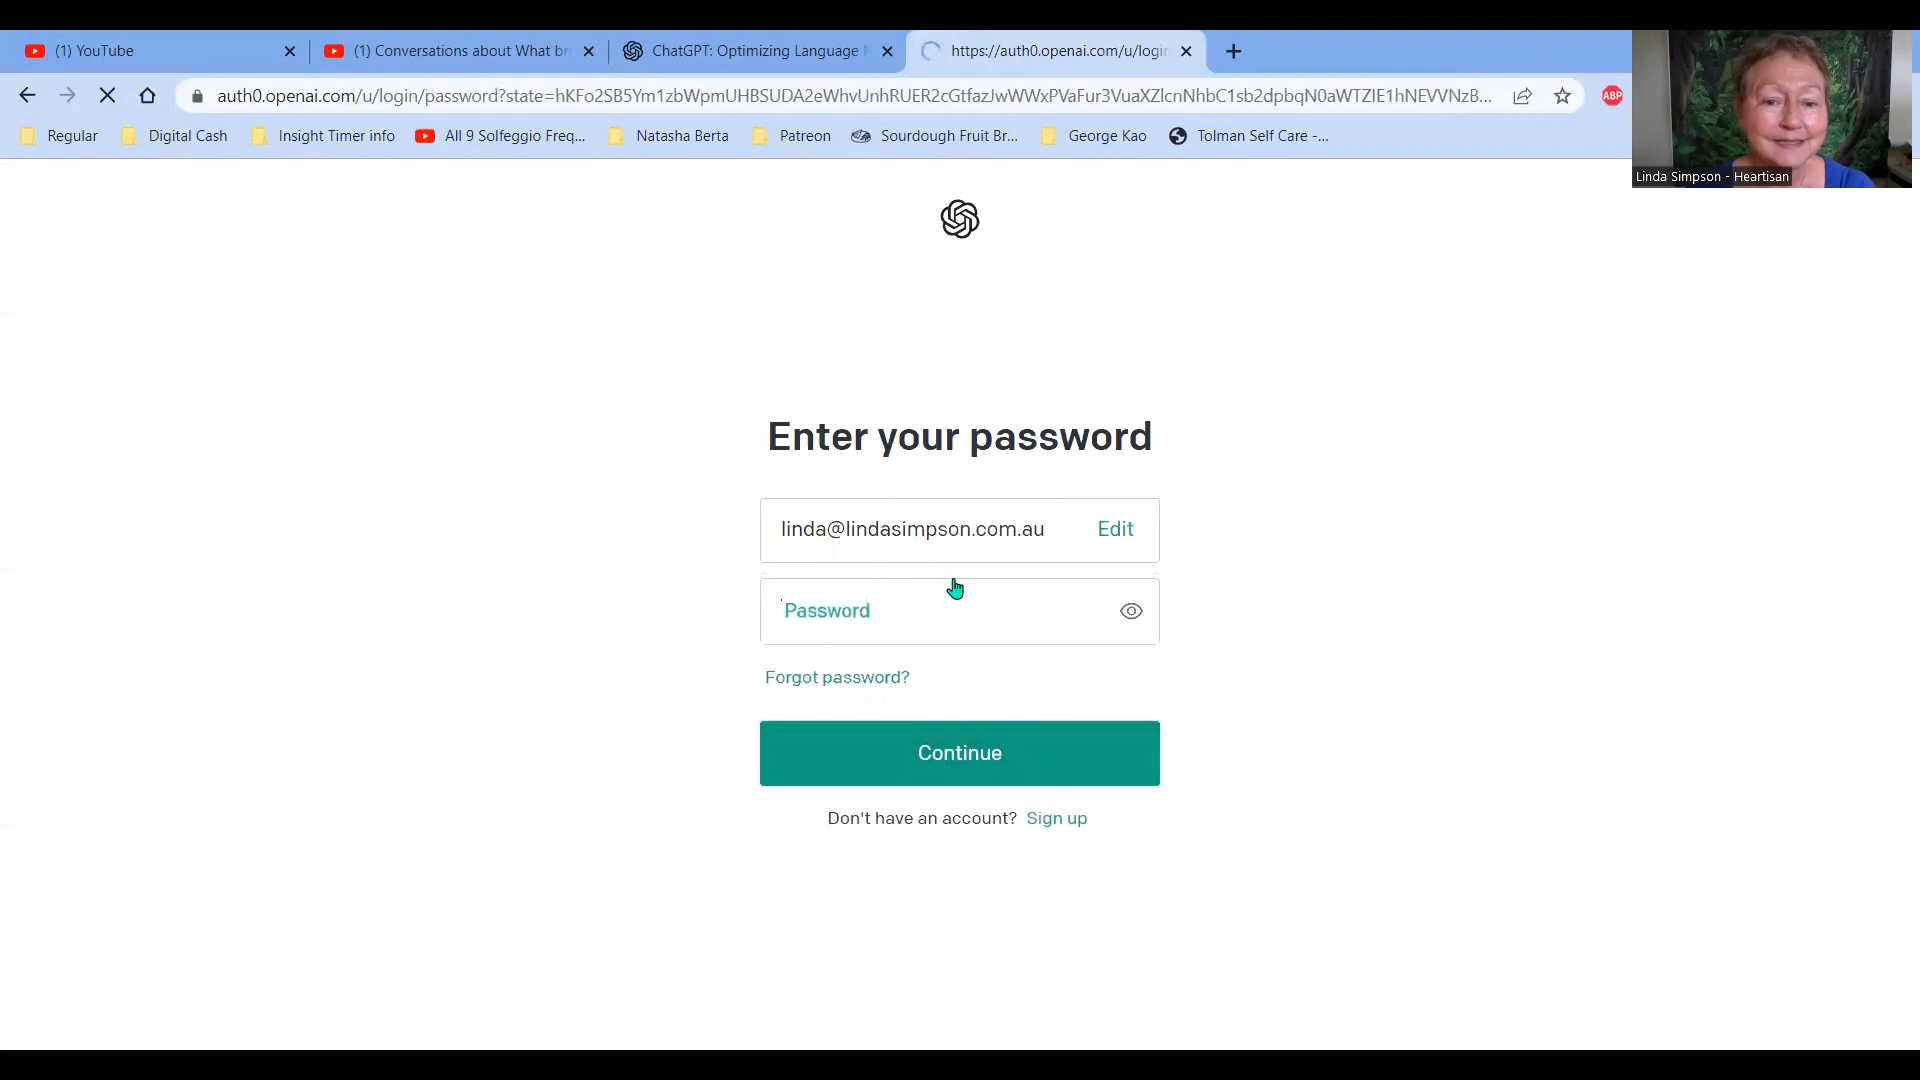 (1) YouTube
(1) Conversations about What br
ChatGPT: Optimizing Language
https://auth0.openai.com/u/login
auth0.openai.com/u/login/password?state=hKFo2SB5Ym1zbWpmUHBSUDA2eWhvUnhRUER2cGtfazJwWWxPVaFur3VuaXZlcnNhbC1sb2dpbqN0aWTZIE1hNEVVNzB...
ABP
Regular
Digital Cash
Insight Timer info
All 9 Solfeggio Freq...
Natasha Berta
Patreon
Sourdough Fruit Br...
George Kao
Tolman Self Care -...
Linda Simpson - Heartisan
Enter your password
linda@lindasimpson.com.au Edit
Password
Forgot password?
Continue
Don't have an account? Sign up